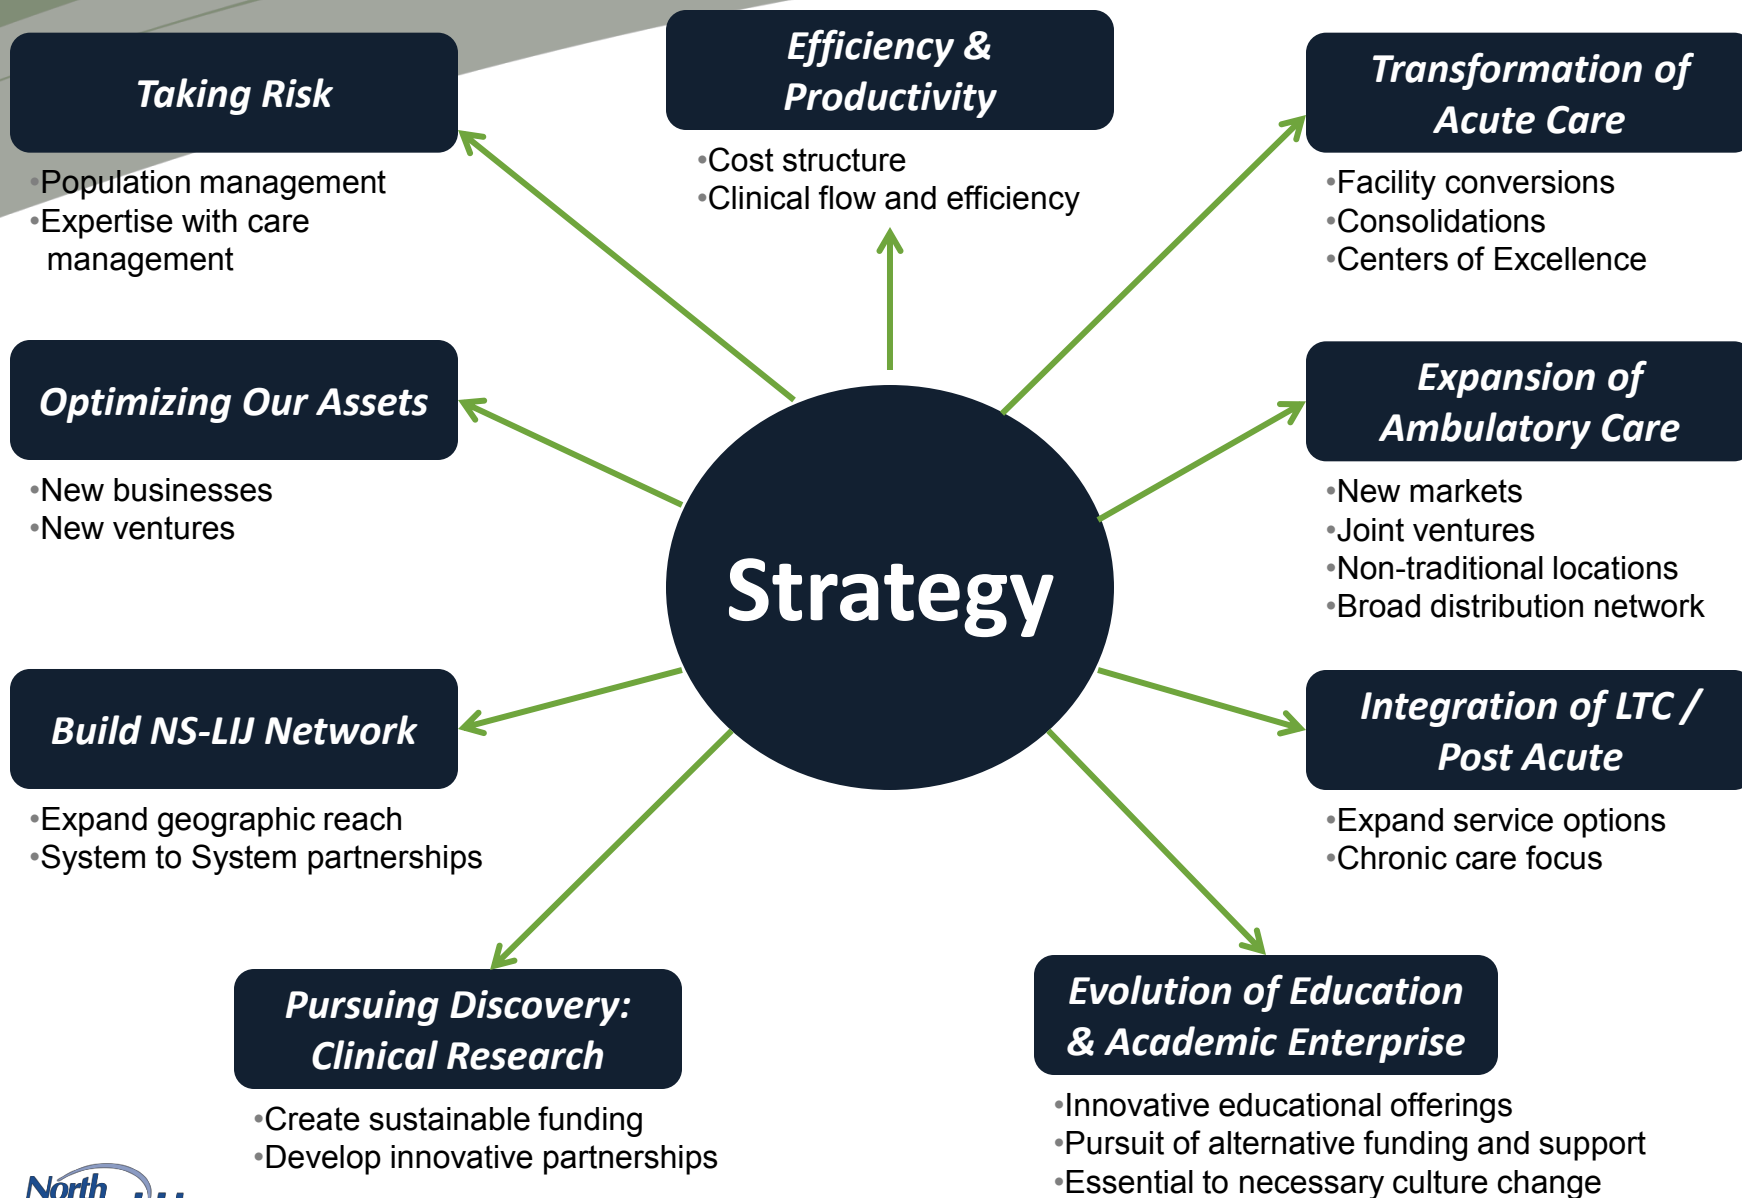 Taking Risk
•Population management
•Expertise with care
management
Efficiency &
Productivity
•Cost structure
•Clinical flow and efficiency
Transformation of
Acute Care
•Facility conversions
•Consolidations
•Centers of Excellence
Optimizing Our Assets
•New businesses
•New ventures
Strategy
Expansion of
Ambulatory Care
•New markets
•Joint ventures
•Non-traditional locations
•Broad distribution network
Build NS-LIJ Network
•Expand geographic reach
•System to System partnerships
Integration of LTC /
Post Acute
•Expand service options
•Chronic care focus
Pursuing Discovery:
Clinical Research
•Create sustainable funding
•Develop innovative partnerships
Evolution of Education
& Academic Enterprise
•Innovative educational offerings
•Pursuit of alternative funding and support
•Essential to necessary culture change
North